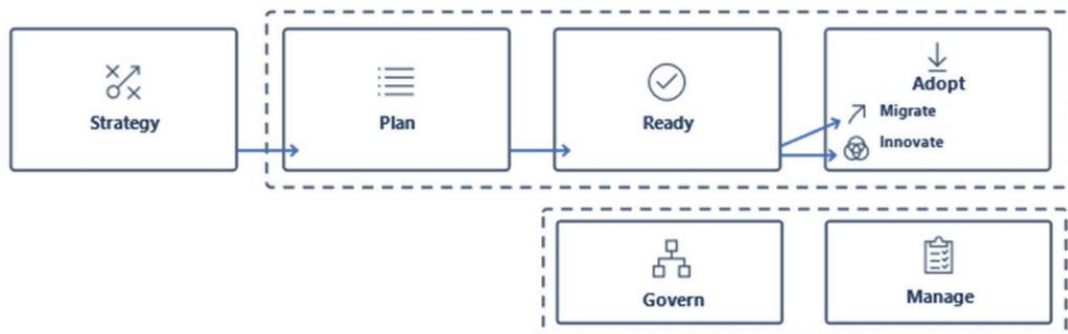 Strategy
Plan
Ready
Adopt
Migrate
Innovate
Govern
Manage